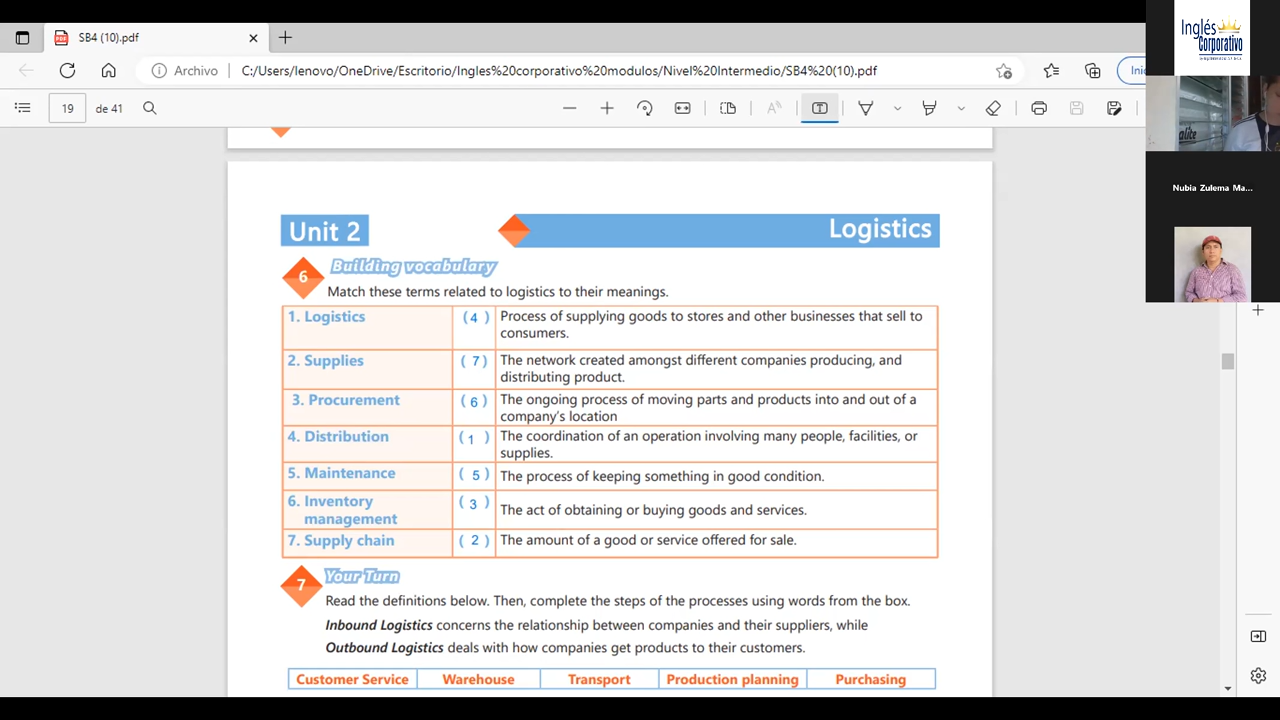 SB4 (10).pdf
Archivo
C:/Users/lenovo/OneDrive/Escritorio/Ingles%20corporativo%20modulos/Nivel%20Intermedio/SB4%20(10).pdf
Inic
19 de 41
Inglés
Corporativo
alite
Nubia Zulema Ma...
Unit 2
Logistics
6 Building vocabulary
Match these terms related to logistics to their meanings.
1. Logistics ( 4 ) Process of supplying goods to stores and other businesses that sell to
consumers.
2. Supplies ( 7 ) The network created amongst different companies producing, and
distributing product.
3. Procurement ( 6 ) The ongoing process of moving parts and products into and out of a
company's location
4. Distribution ( 1 ) The coordination of an operation involving many people, facilities, or
supplies.
5. Maintenance ( 5 ) The process of keeping something in good condition.
6. Inventory
management ( 3 ) The act of obtaining or buying goods and services.
7. Supply chain ( 2 ) The amount of a good or service offered for sale.
7 Your Turn
Read the definitions below. Then, complete the steps of the processes using words from the box.
Inbound Logistics concerns the relationship between companies and their suppliers, while
Outbound Logistics deals with how companies get products to their customers.
Customer Service Warehouse Transport Production planning Purchasing